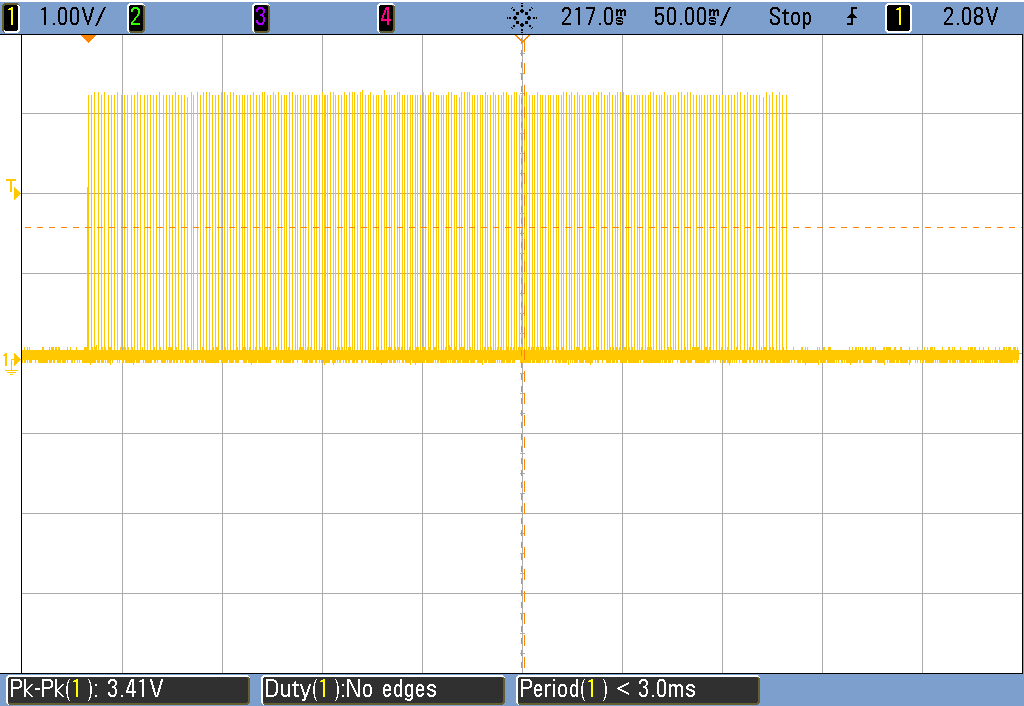 1 1.00V/ 2 3 4 217.0ms 50.00ms/ Stop 1 2.08V
T
1
Pk-Pk(1): 3.41V Duty(1):No edges Period(1) < 3.0ms